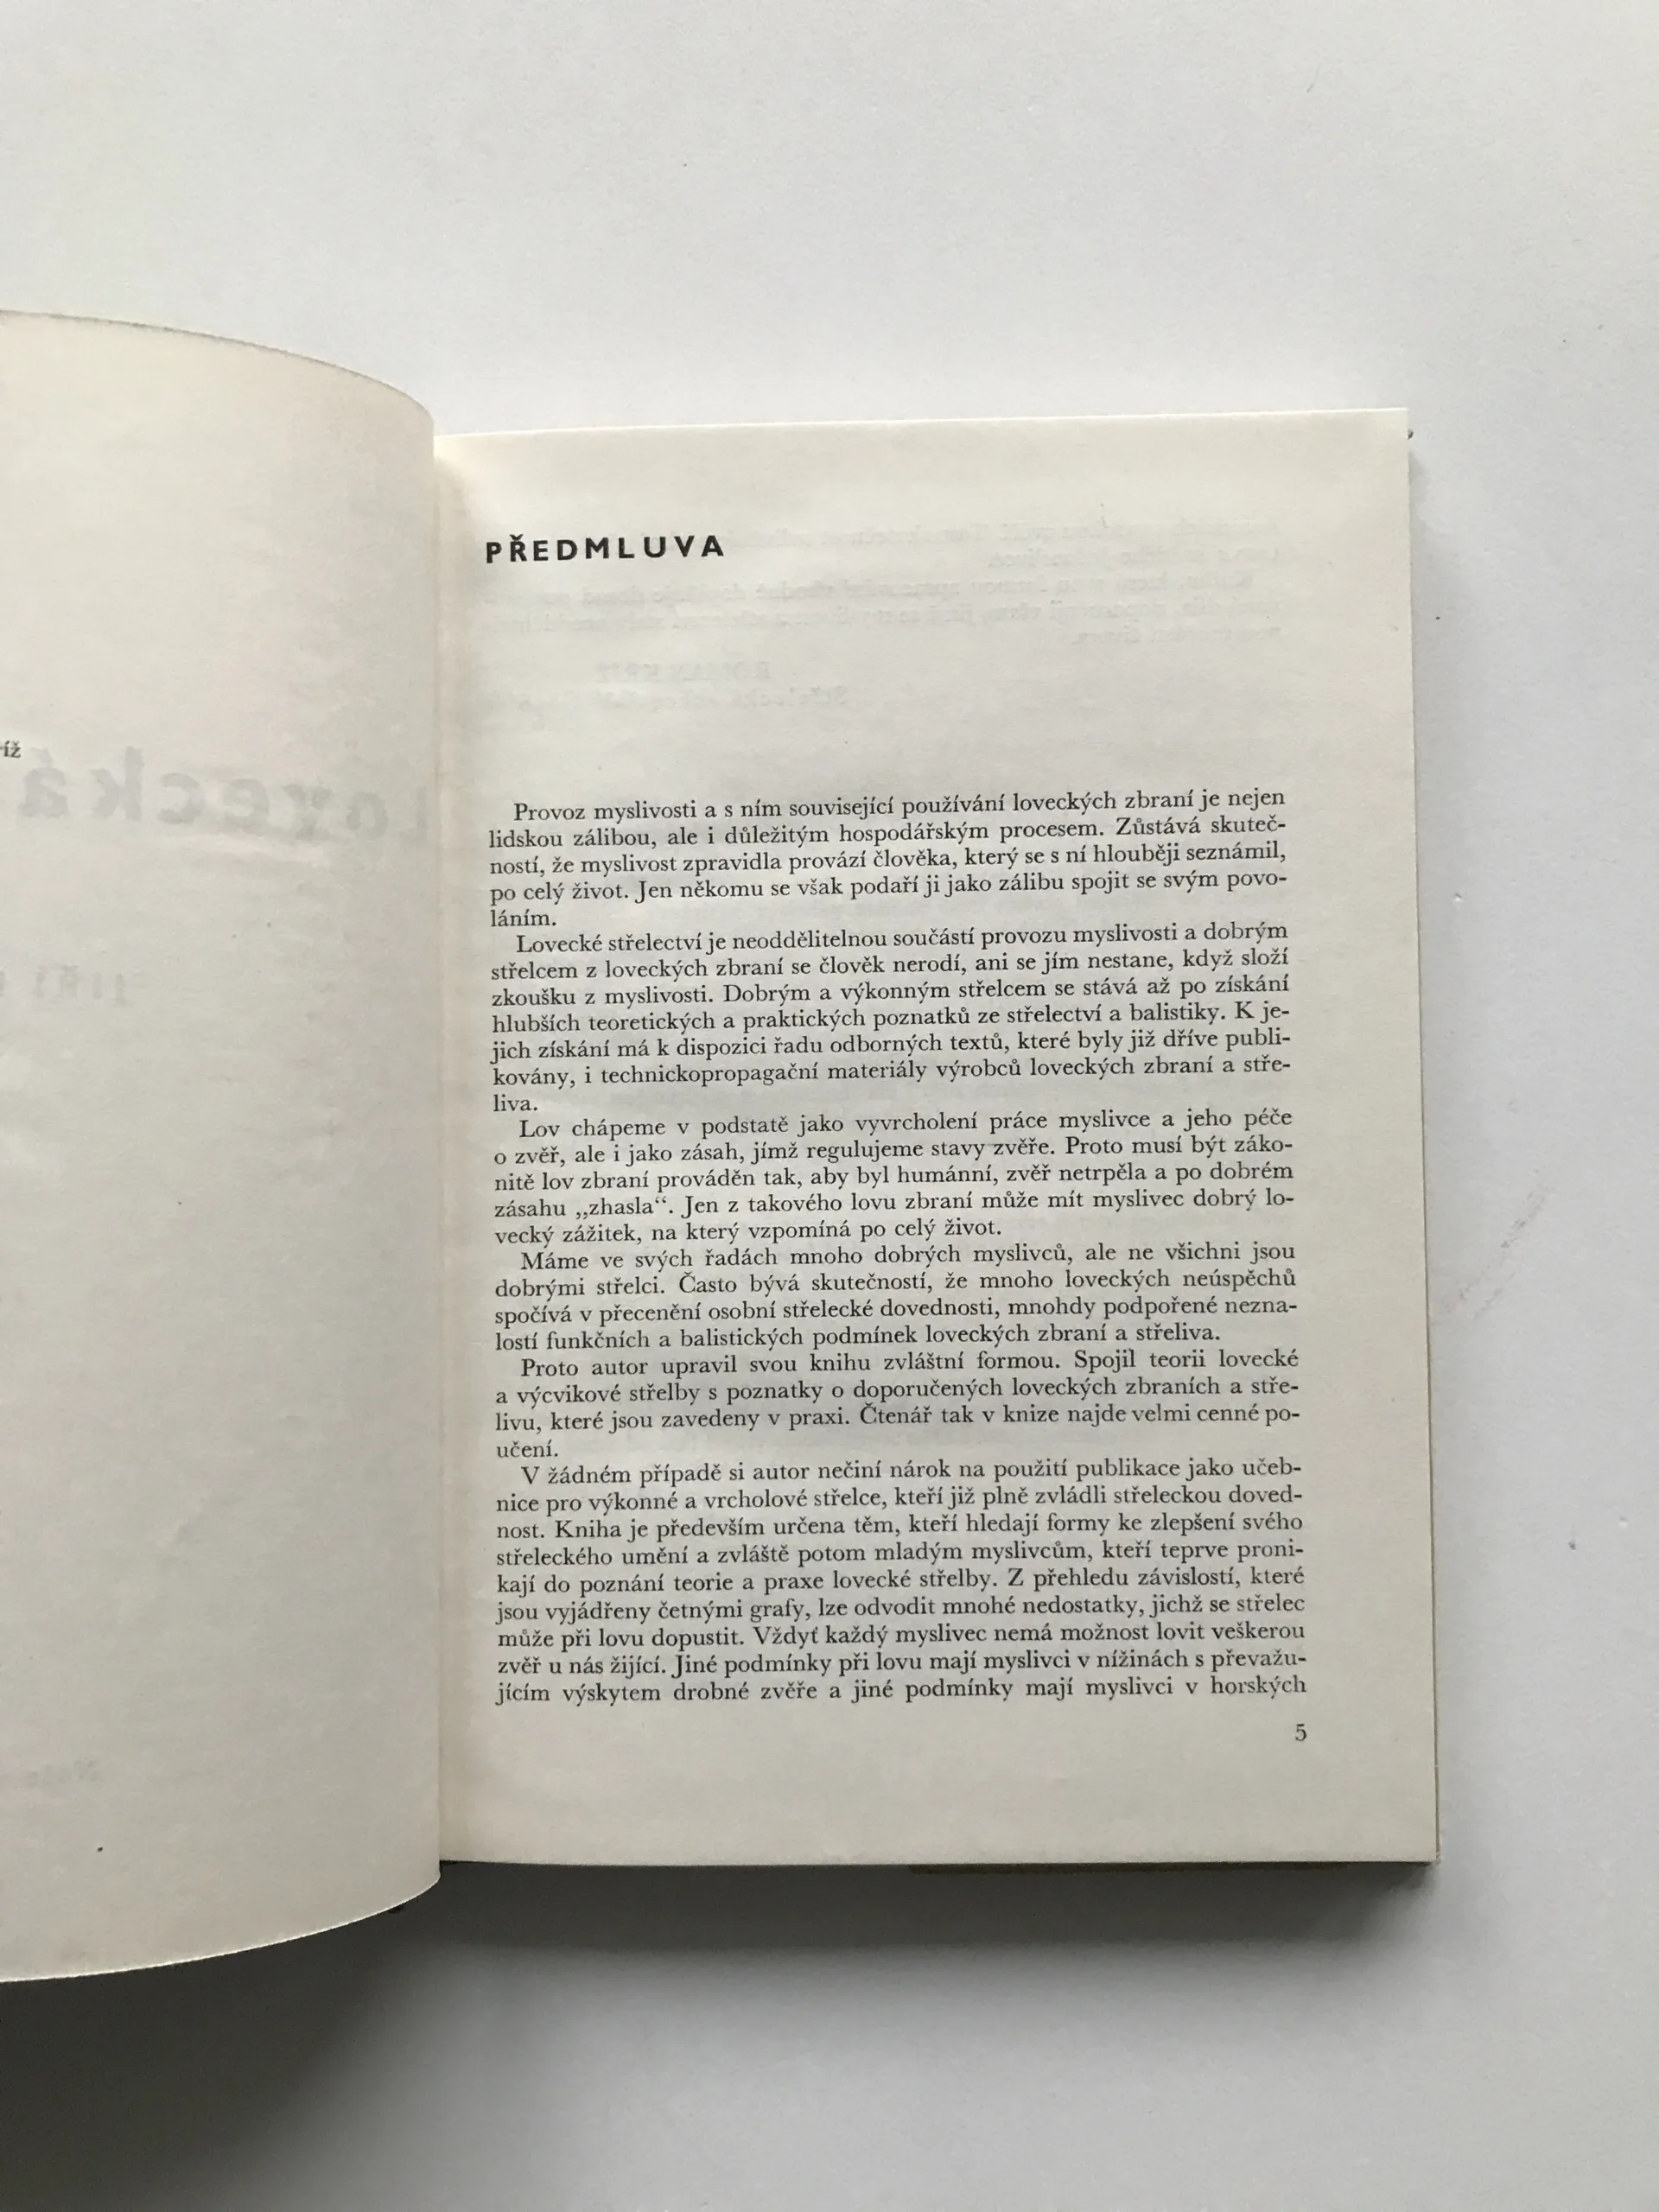 íž
PŘEDMLUVA
Provoz myslivosti a s ním související používání loveckých zbraní je nejen
lidskou zálibou, ale i důležitým hospodářským procesem. Zůstává skuteč-
ností, že myslivost zpravidla provází člověka, který se s ní hlouběji seznámil,
po celý život. Jen někomu se však podaří ji jako zálibu spojit se svým povo-
láním.
Lovecké střelectví je neoddělitelnou součástí provozu myslivosti a dobrým
střelcem z loveckých zbraní se člověk nerodí, ani se jím nestane, když složí
zkoušku z myslivosti. Dobrým a výkonným střelcem se stává až po získání
hlubších teoretických a praktických poznatků ze střelectví a balistiky. K je-
jich získání má k dispozici řadu odborných textů, které byly již dříve publi-
kovány, i technickopropagační materiály výrobců loveckých zbraní a stře-
liva.
Lov chápeme v podstatě jako vyvrcholení práce myslivce a jeho péče
o zvěř, ale i jako zásah, jímž regulujeme stavy zvěře. Proto musí být záko-
nitě lov zbraní prováděn tak, aby byl humánní, zvěř netrpěla a po dobrém
zásahu „zhasla“. Jen z takového lovu zbraní může mít myslivec dobrý lo-
vecký zážitek, na který vzpomíná po celý život.
Máme ve svých řadách mnoho dobrých myslivců, ale ne všichni jsou
dobrými střelci. Často bývá skutečností, že mnoho loveckých neúspěchů
spočívá v přecenění osobní střelecké dovednosti, mnohdy podpořené nezna-
lostí funkčních a balistických podmínek loveckých zbraní a střeliva.
Proto autor upravil svou knihu zvláštní formou. Spojil teorii lovecké
a výcvikové střelby s poznatky o doporučených loveckých zbraních a stře-
livu, které jsou zavedeny v praxi. Čtenář tak v knize najde velmi cenné po-
učení.
V žádném případě si autor nečiní nárok na použití publikace jako učeb-
nice pro výkonné a vrcholové střelce, kteří již plně zvládli střeleckou doved-
nost. Kniha je především určena těm, kteří hledají formy ke zlepšení svého
střeleckého umění a zvláště potom mladým myslivcům, kteří teprve proni-
kají do poznání teorie a praxe lovecké střelby. Z přehledu závislostí, které
jsou vyjádřeny četnými grafy, lze odvodit mnohé nedostatky, jichž se střelec
může při lovu dopustit. Vždyť každý myslivec nemá možnost lovit veškerou
zvěř u nás žijící. Jiné podmínky při lovu mají myslivci v nížinách s převažu-
jícím výskytem drobné zvěře a jiné podmínky mají myslivci v horských
5